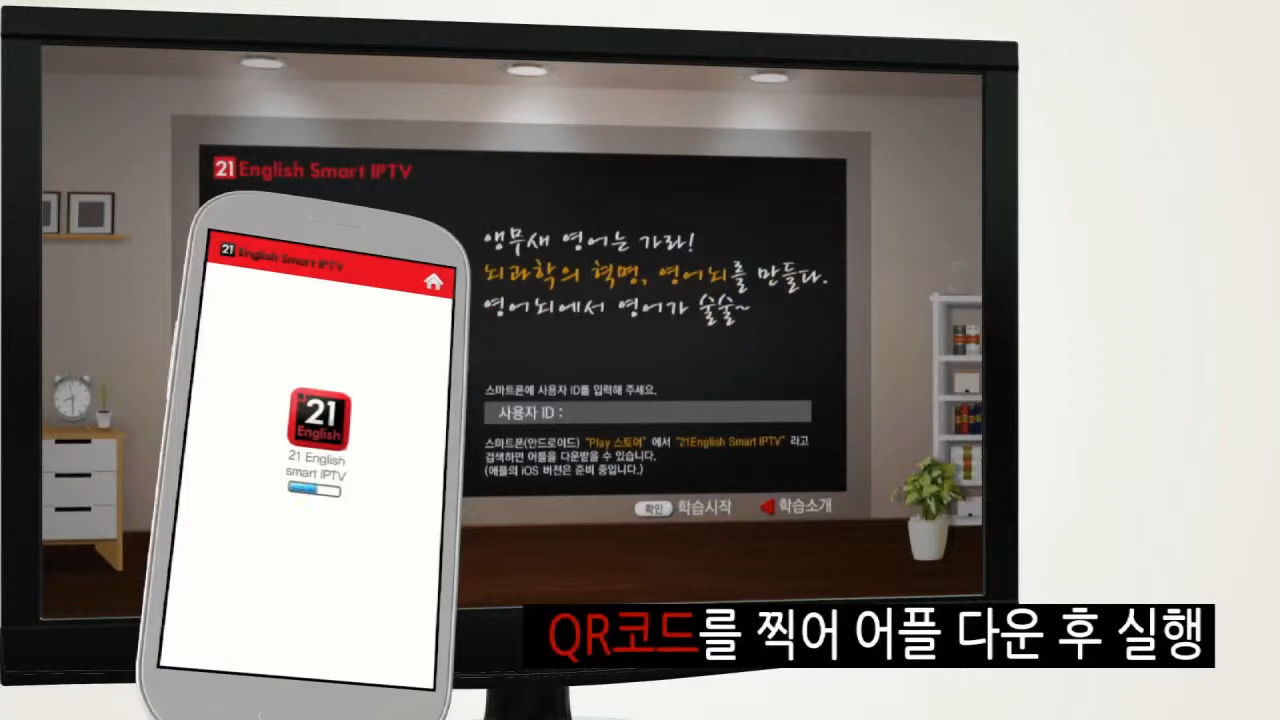 21 English Smart IPTV
앵무새 영어는 가라!
뇌과학의 혁명, 영어뇌를 만들다.
영어뇌에서 영어가 술술~
스마트폰에 사용자 ID를 입력해 주세요.
사용자 ID :
스마트폰(안드로이드) "Play 스토어" 에서 "21English Smart IPTV" 라고
검색하면 어플을 다운받을 수 있습니다.
(애플의 iOS 버전은 준비 중입니다.)
확인 학습시작 학습소개
21 English Smart IPTV
21
English
21 English
smart IPTV
QR코드를 찍어 어플 다운 후 실행